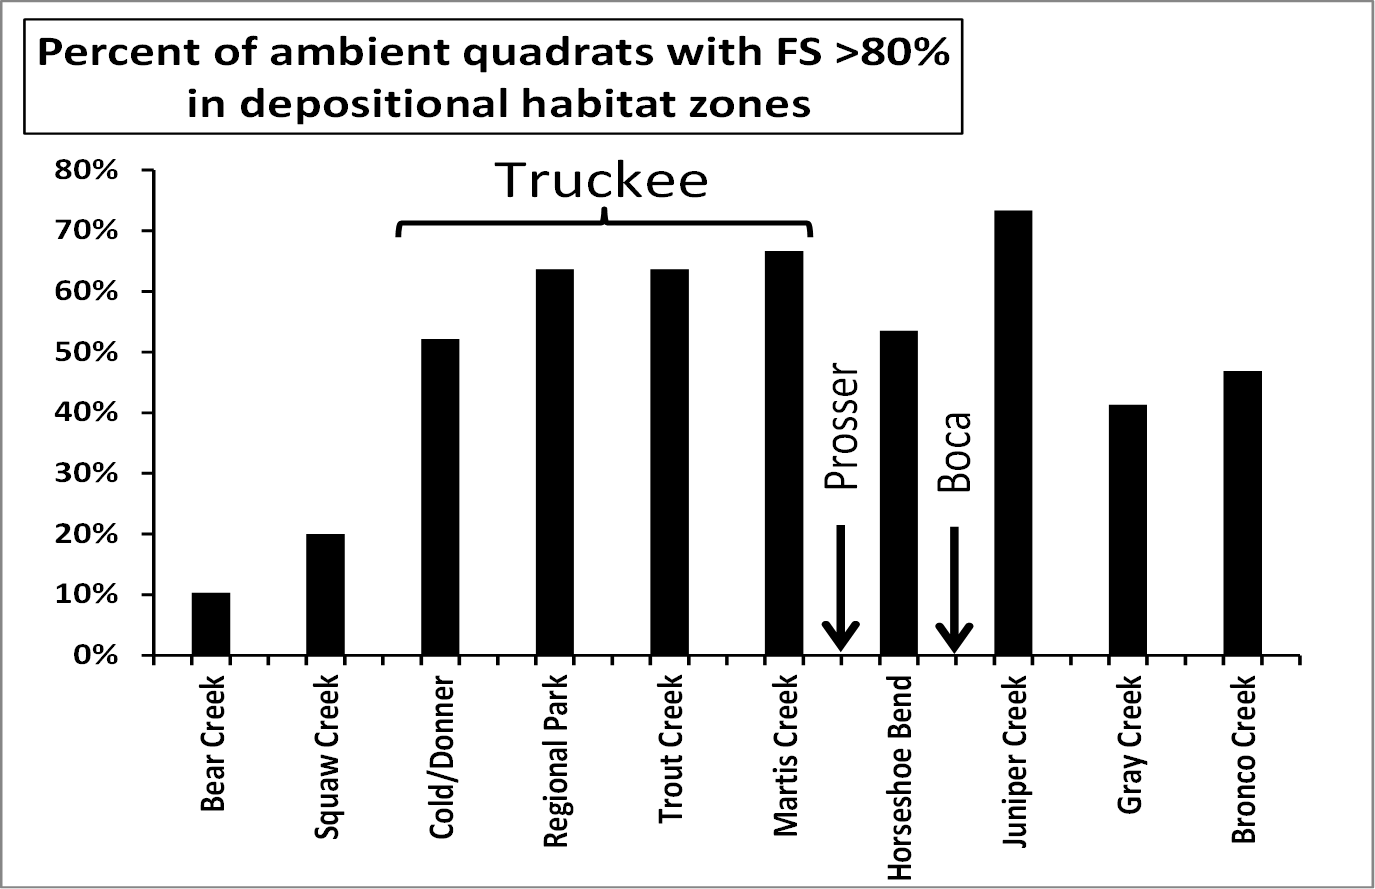 Percent of ambient quadrats with FS >80%
in depositional habitat zones
80%
70%
60%
50%
40%
30%
20%
10%
0%
Truckee
Prosser
Boca
Bear Creek
Squaw Creek
Cold/Donner
Regional Park
Trout Creek
Martis Creek
Horseshoe Bend
Juniper Creek
Gray Creek
Bronco Creek